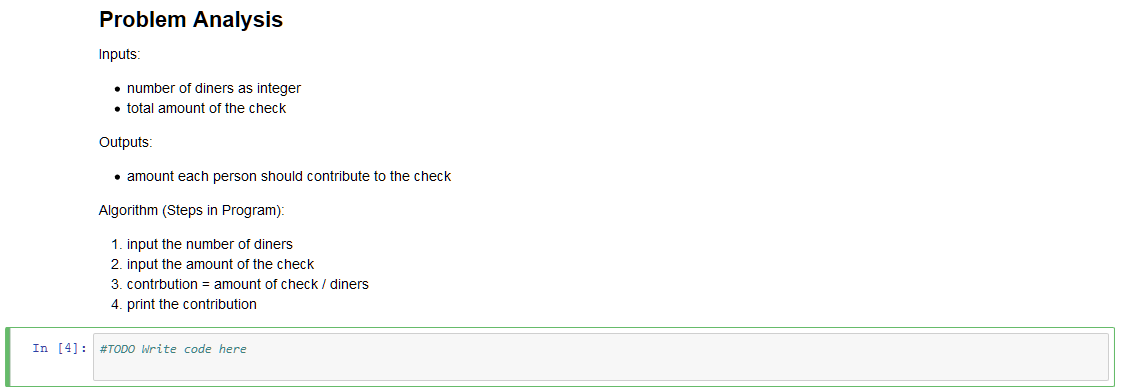 Problem Analysis
Inputs:
• number of diners as integer
• total amount of the check
Outputs:
• amount each person should contribute to the check
Algorithm (Steps in Program):
1. input the number of diners
2. input the amount of the check
3. contrbution = amount of check / diners
4. print the contribution
In [4]: #TODO Write code here